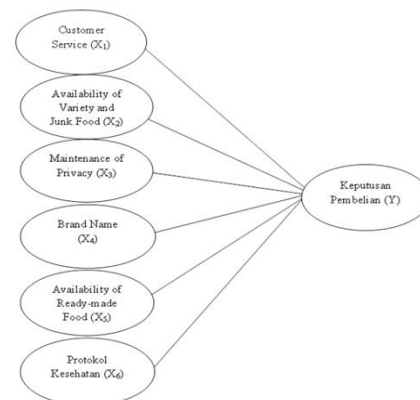 Customer
Service (X₁)
Availability of
Variety and
Junk Food (X₂)
Maintenance of
Privacy (X₃)
Brand Name
(X₄)
Availability of
Ready-made
Food (X₅)
Protokol
Kesehatan (X₆)
Keputusan
Pembelian (Y)